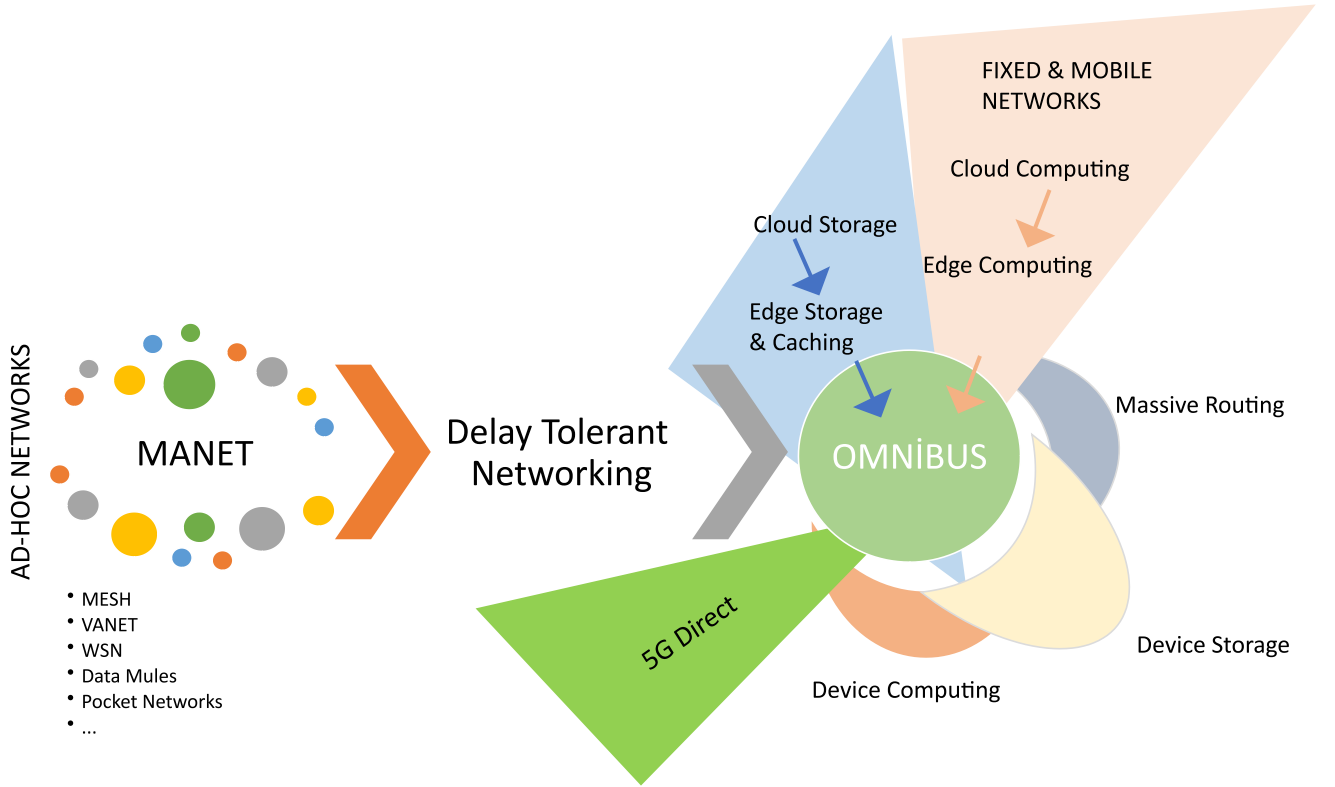 AD-HOC NETWORKS
MANET
• MESH
• VANET
• WSN
• Data Mules
• Pocket Networks
• ...
Delay Tolerant
Networking
FIXED & MOBILE
NETWORKS
Cloud Computing
Edge Computing
Cloud Storage
Edge Storage
& Caching
OMNİBUS
Massive Routing
Device Storage
Device Computing
5G Direct